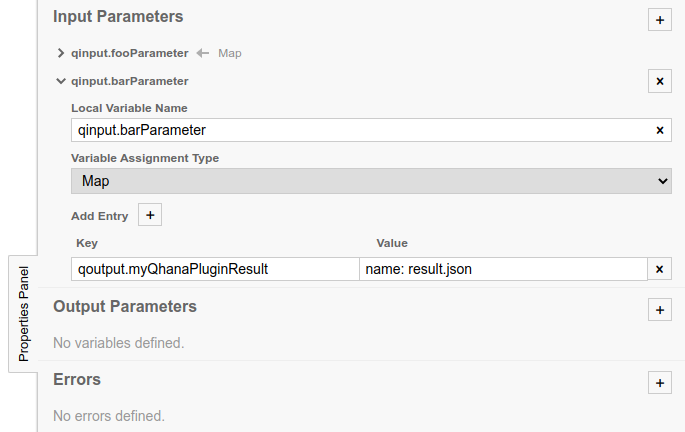 Input Parameters
+
qinput.fooParameter ← Map
qinput.barParameter
×
Local Variable Name
qinput.barParameter ×
Variable Assignment Type
Map
Add Entry +
Key Value
qoutput.myQhanaPluginResult name: result.json ×
Properties Panel
Output Parameters
+
No variables defined.
Errors
+
No errors defined.